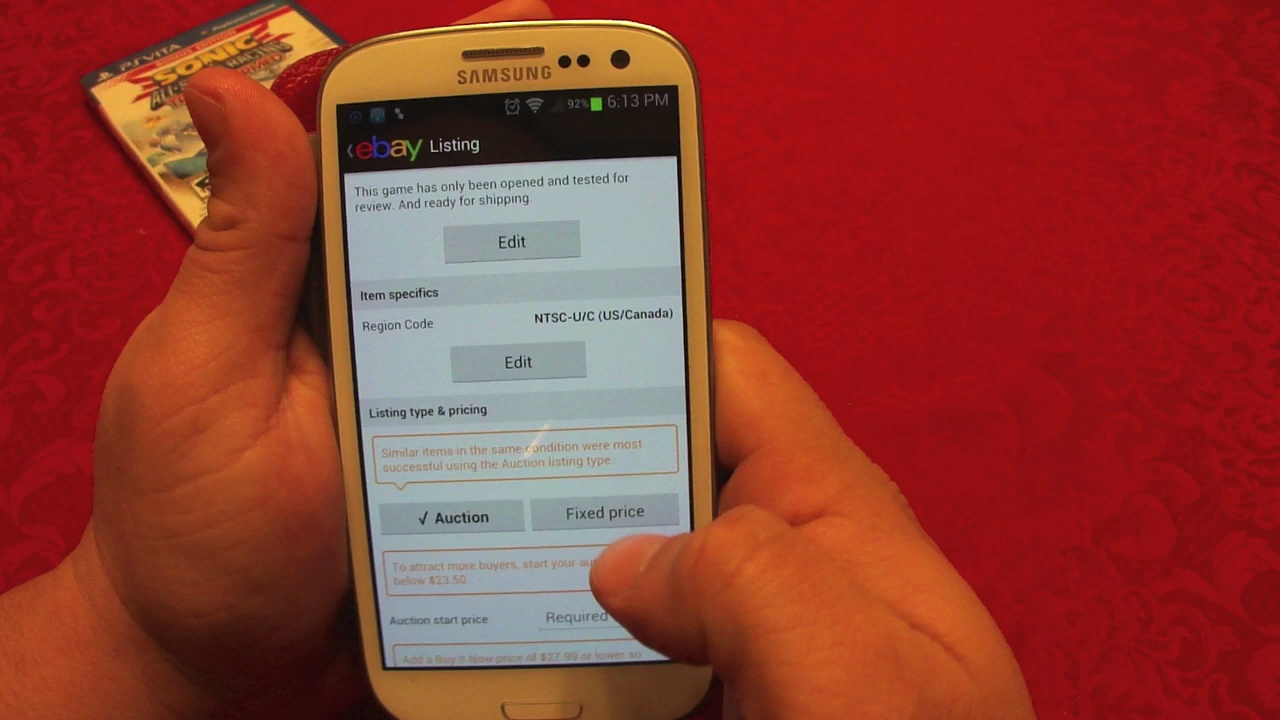 PS VITA
SONIC
RACING
SAMSUNG
92% 6:13 PM
ebay Listing
This game has only been opened and tested for
review. And ready for shipping.
Edit
Item specifics
Region Code NTSC-U/C (US/Canada)
Edit
Listing type & pricing
Similar items in the same condition were most
successful using the Auction listing type.
√ Auction Fixed price
To attract more buyers, start your au
below $23.50
Auction start price Required
Add a Buy It Now price of $27.99 or lower so